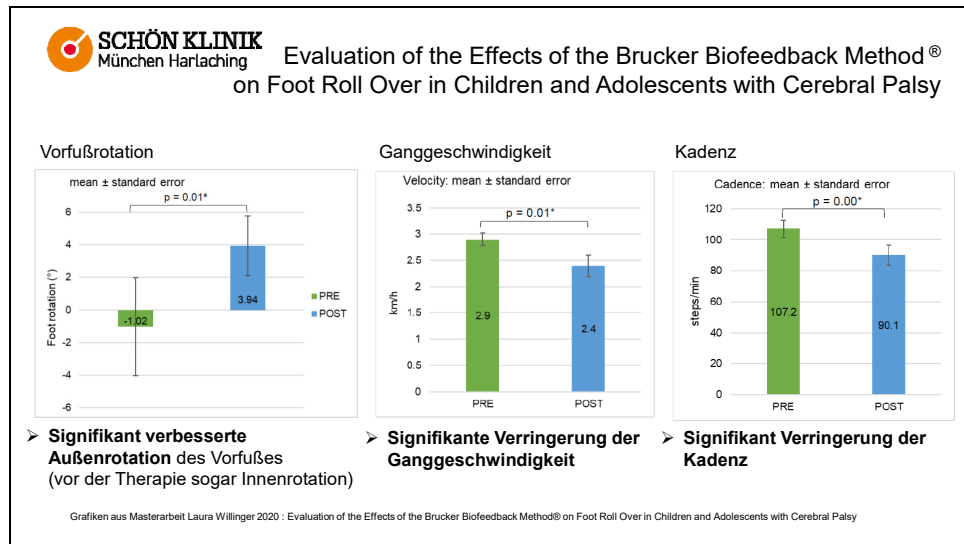 SCHÖN KLINIK
München Harlaching
Evaluation of the Effects of the Brucker Biofeedback Method ®
on Foot Roll Over in Children and Adolescents with Cerebral Palsy
Vorfußrotation
mean ± standard error
p = 0.01*
6
4
2
0
-2
-4
-6
Foot rotation (°)
-1.02
3.94
PRE
POST
Ganggeschwindigkeit
Velocity: mean ± standard error
p = 0.01*
3.5
3
2.5
2
1.5
1
0.5
0
km/h
2.9
2.4
PRE
POST
Kadenz
Cadence: mean ± standard error
p = 0.00*
120
100
80
60
40
20
0
steps/min
107.2
90.1
PRE
POST
➢ Signifikant verbesserte
Außenrotation des Vorfußes
(vor der Therapie sogar Innenrotation)
➢ Signifikante Verringerung der
Ganggeschwindigkeit
➢ Signifikant Verringerung der
Kadenz
Grafiken aus Masterarbeit Laura Willinger 2020 : Evaluation of the Effects of the Brucker Biofeedback Method® on Foot Roll Over in Children and Adolescents with Cerebral Palsy